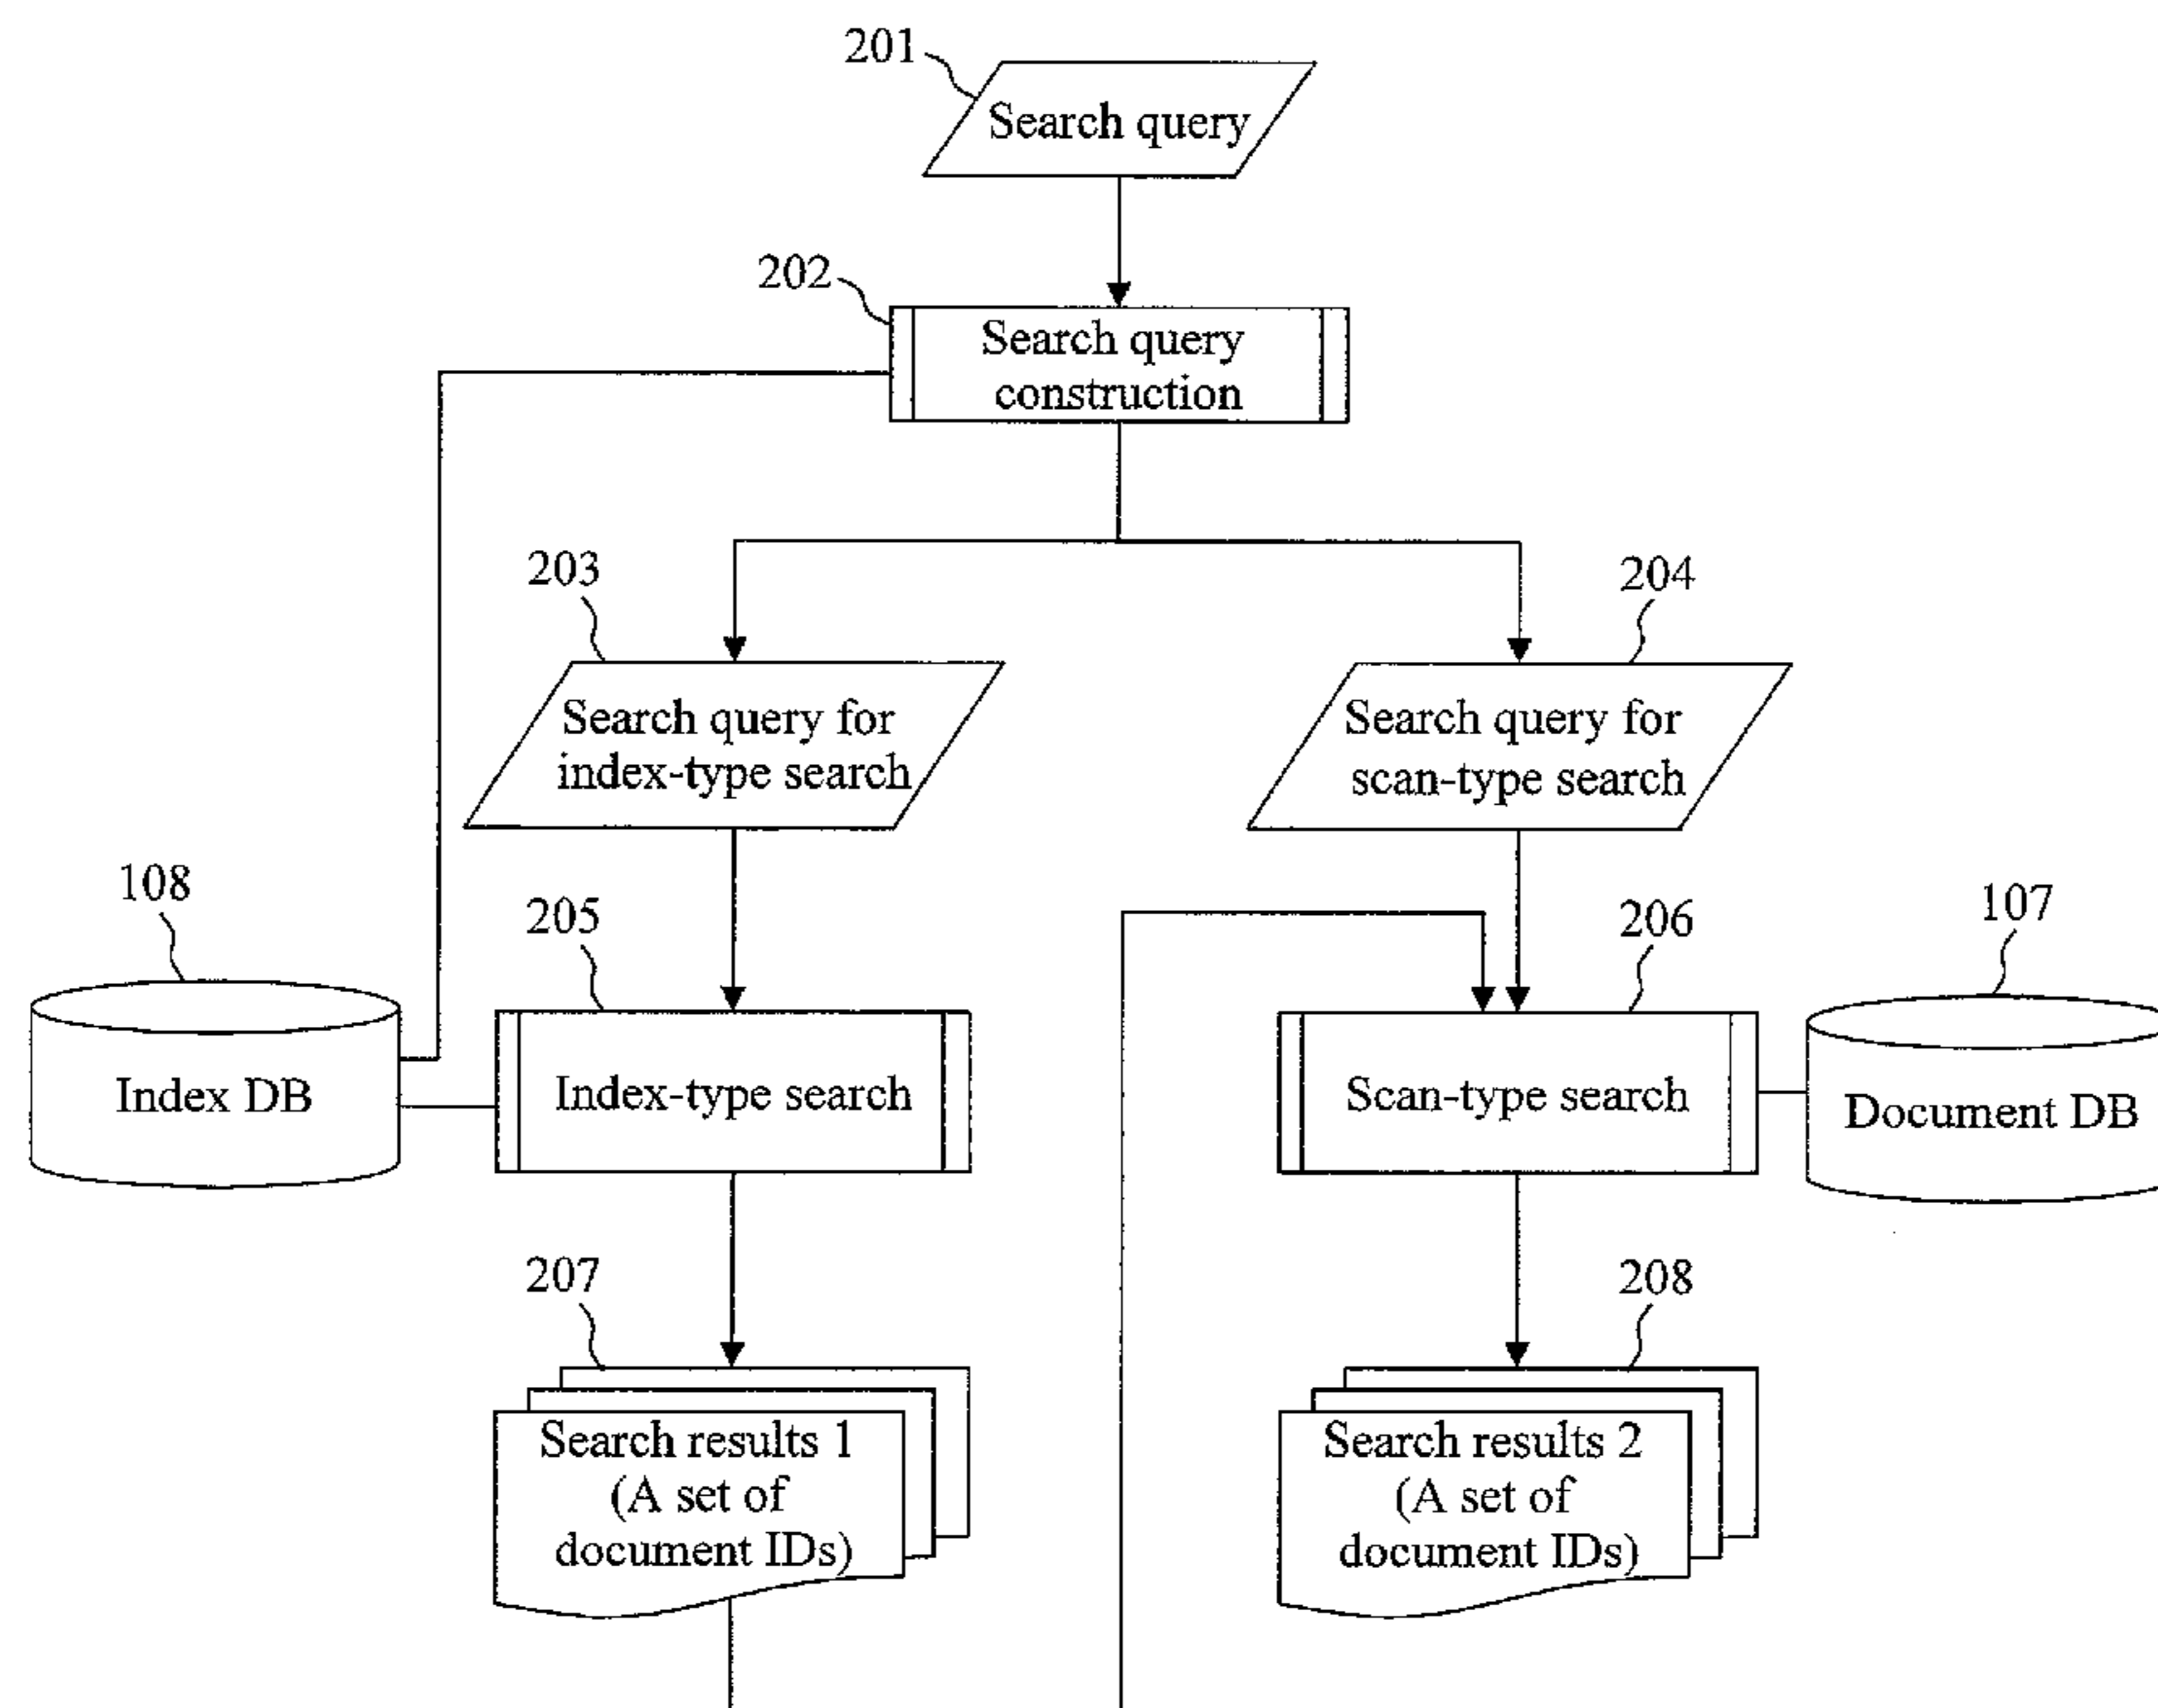 201
Search query
202
Search query
construction
203
204
Search query for
index-type search
Search query for
scan-type search
108
205
206
107
Index DB
Index-type search
Scan-type search
Document DB
207
208
Search results 1
(A set of
document IDs)
Search results 2
(A set of
document IDs)